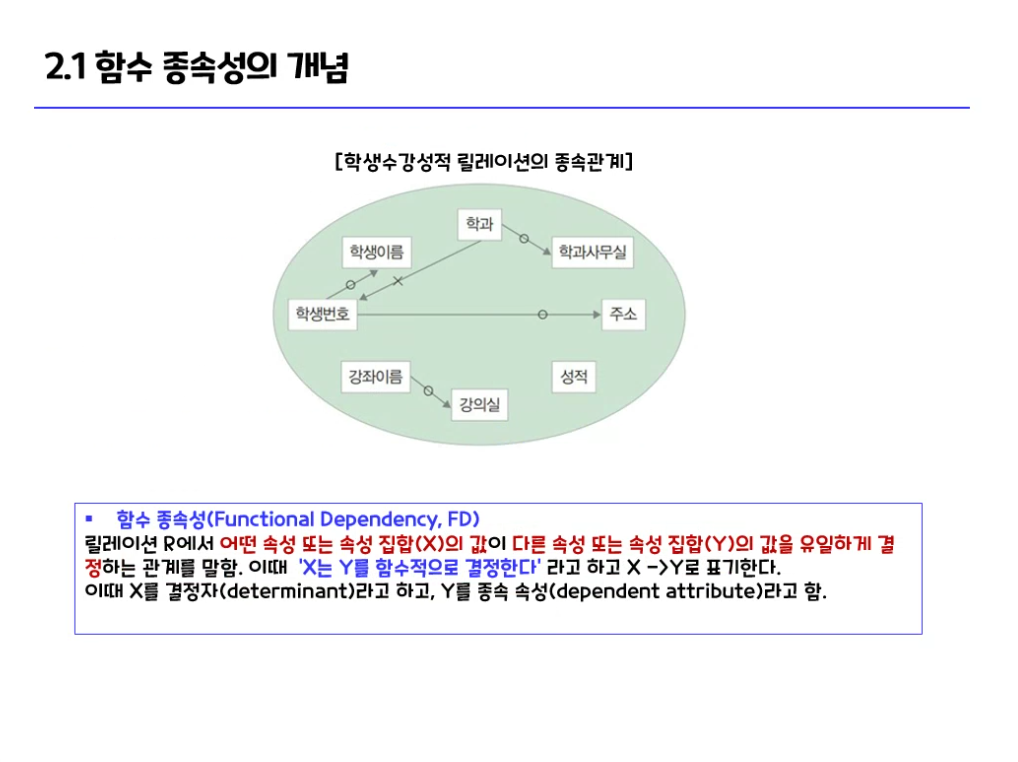 2.1 함수 종속성의 개념
[학생수강성적 릴레이션의 종속관계]
학과
학생이름
학과사무실
학생번호
주소
강좌이름
성적
강의실
▪ 함수 종속성(Functional Dependency, FD)
릴레이션 R에서 어떤 속성 또는 속성 집합(X)의 값이 다른 속성 또는 속성 집합(Y)의 값을 유일하게 결
정하는 관계를 말함. 이때 'X는 Y를 함수적으로 결정한다' 라고 하고 X ->Y로 표기한다.
이때 X를 결정자(determinant)라고 하고, Y를 종속 속성(dependent attribute)라고 함.